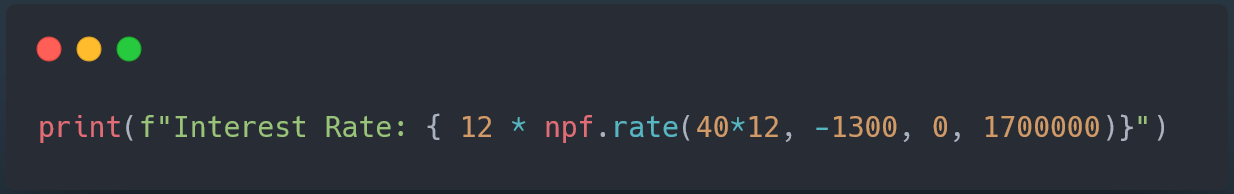 print(f"Interest Rate: { 12 * npf.rate(40*12, -1300, 0, 1700000)}")